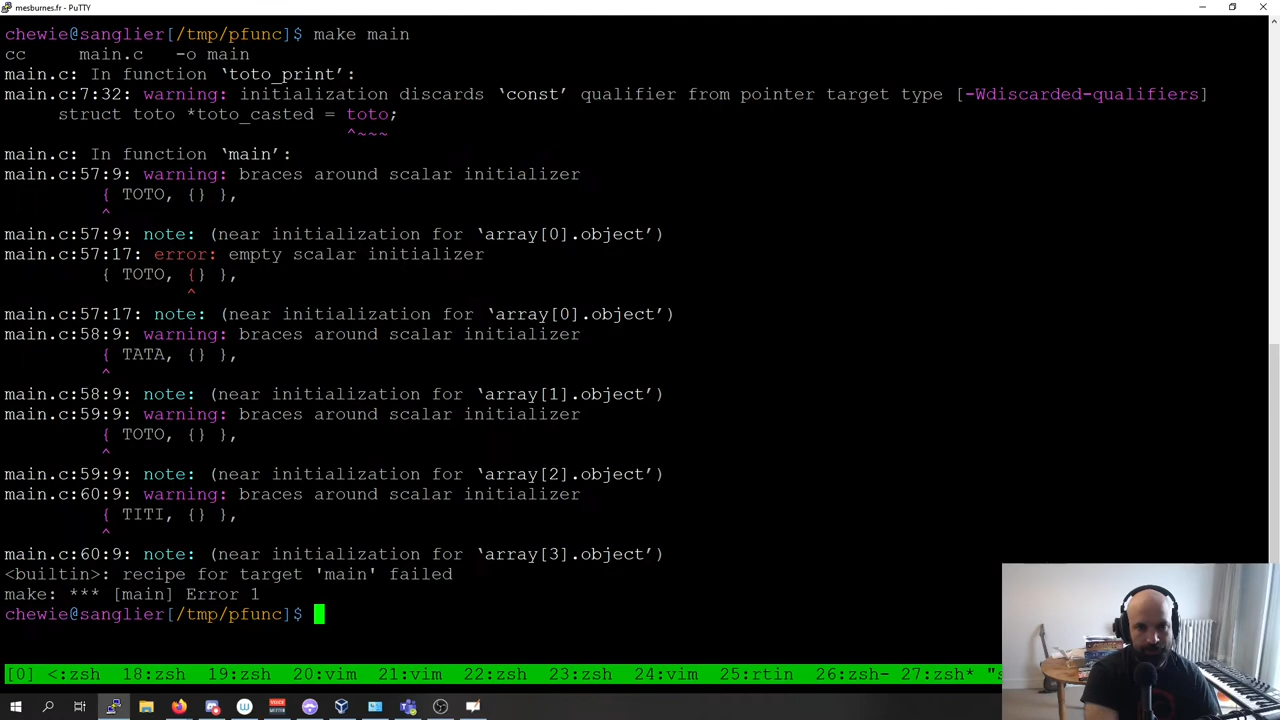 mesburnes.fr - PuTTY
chewie@sanglier[/tmp/pfunc]$ make main
cc     main.c   -o main
main.c: In function ‘toto_print’:
main.c:7:32: warning: initialization discards ‘const’ qualifier from pointer target type [-Wdiscarded-qualifiers]
struct toto *toto_casted = toto;
^~~~
main.c: In function ‘main’:
main.c:57:9: warning: braces around scalar initializer
{ TOTO, {} },
^
main.c:57:9: note: (near initialization for ‘array[0].object’)
main.c:57:17: error: empty scalar initializer
{ TOTO, {} },
^
main.c:57:17: note: (near initialization for ‘array[0].object’)
main.c:58:9: warning: braces around scalar initializer
{ TATA, {} },
^
main.c:58:9: note: (near initialization for ‘array[1].object’)
main.c:59:9: warning: braces around scalar initializer
{ TOTO, {} },
^
main.c:59:9: note: (near initialization for ‘array[2].object’)
main.c:60:9: warning: braces around scalar initializer
{ TITI, {} },
^
main.c:60:9: note: (near initialization for ‘array[3].object’)
<builtin>: recipe for target 'main' failed
make: *** [main] Error 1
chewie@sanglier[/tmp/pfunc]$
[0] <:zsh  18:zsh  19:zsh  20:vim  21:vim  22:zsh  23:zsh  24:vim  25:rtin  26:zsh- 27:zsh* "s